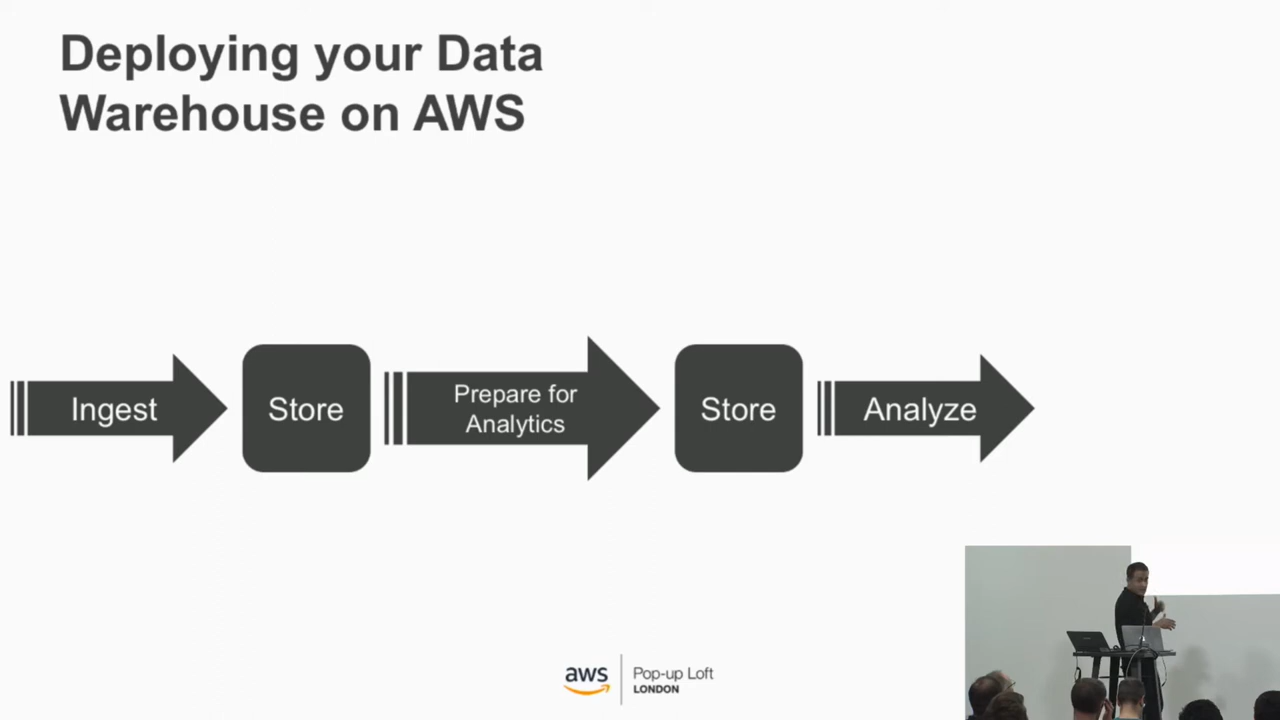 Deploying your Data
Warehouse on AWS
Ingest
Store
Prepare for
Analytics
Store
Analyze
aws
Pop-up Loft
LONDON